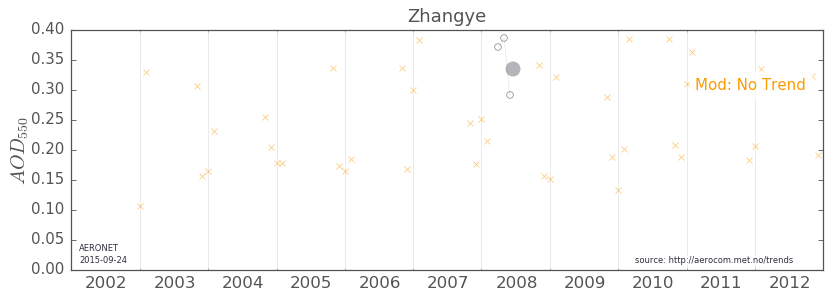 Zhangye
0.40
0.35
0.30
0.25
0.20
0.15
0.10
0.05
0.00
AOD550
Mod: No Trend
AERONET
2015-09-24
source: http://aerocom.met.no/trends
2002 2003 2004 2005 2006 2007 2008 2009 2010 2011 2012